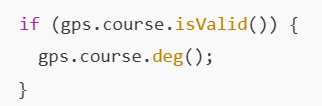 if (gps.course.isValid()) {
  gps.course.deg();
}